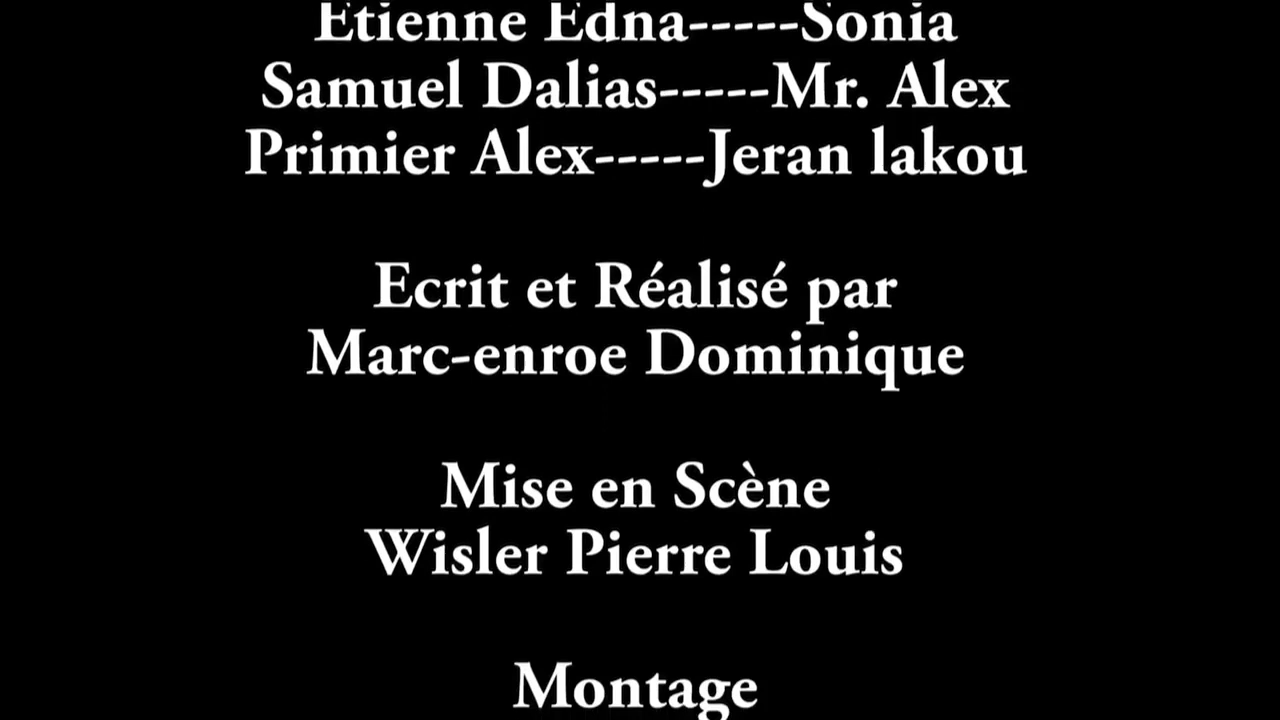 Etienne Edna-----Sonia
Samuel Dalias-----Mr. Alex
Primier Alex-----Jeran lakou
Ecrit et Réalisé par
Marc-enroe Dominique
Mise en Scène
Wisler Pierre Louis
Montage